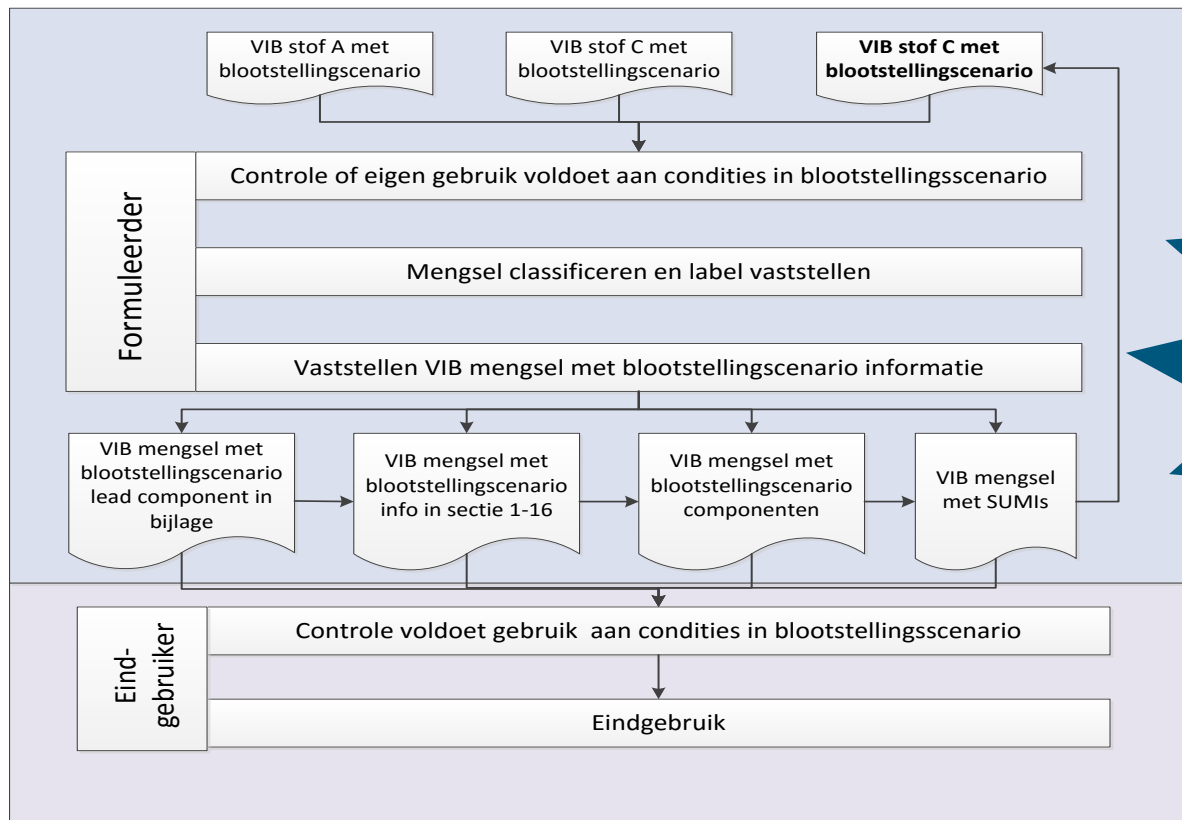 VIB stof A met
blootstellingscenario
VIB stof C met
blootstellingscenario
VIB stof C met
blootstellingscenario
Formuleerder
Controle of eigen gebruik voldoet aan condities in blootstellingsscenario
Mengsel classificeren en label vaststellen
Vaststellen VIB mengsel met blootstellingscenario informatie
VIB mengsel met
blootstellingscenario
lead component in
bijlage
VIB mengsel met
blootstellingscenario
info in sectie 1-16
VIB mengsel met
blootstellingscenario
componenten
VIB mengsel
met SUMIs
Eind-
gebruiker
Controle voldoet gebruik aan condities in blootstellingsscenario
Eindgebruik